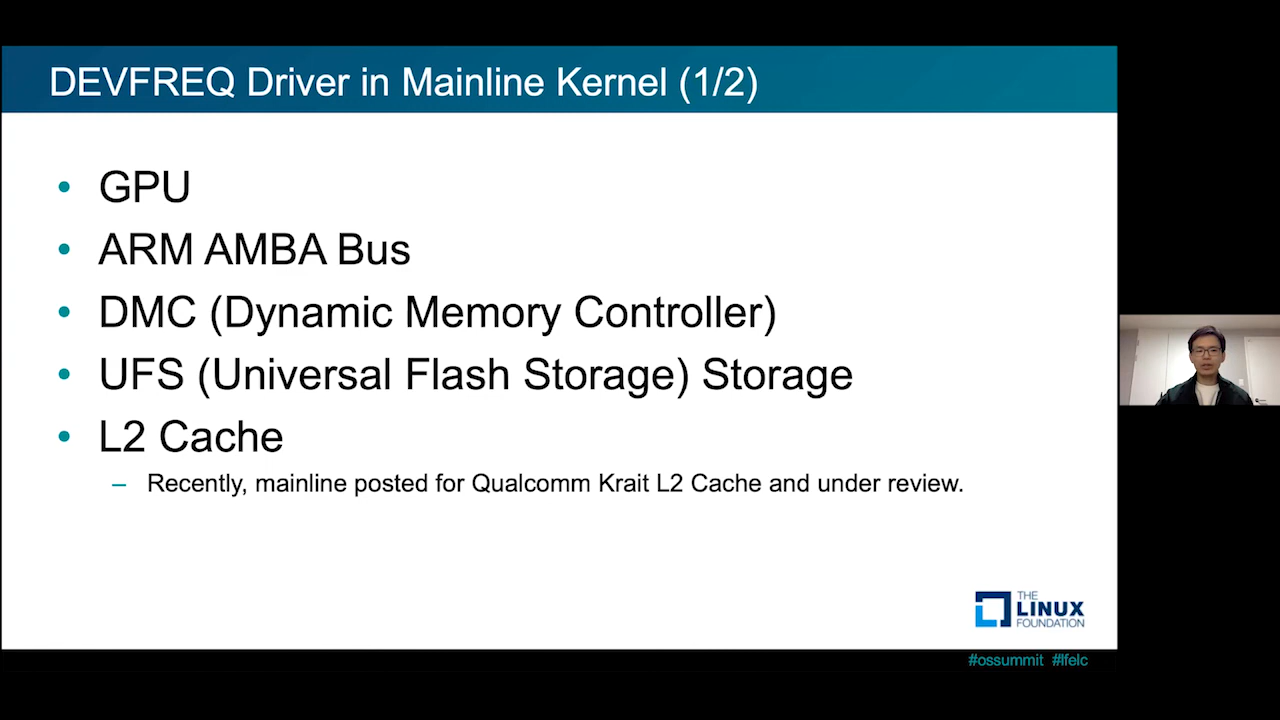 DEVFREQ Driver in Mainline Kernel (1/2)
• GPU
• ARM AMBA Bus
• DMC (Dynamic Memory Controller)
• UFS (Universal Flash Storage) Storage
• L2 Cache
– Recently, mainline posted for Qualcomm Krait L2 Cache and under review.
THE
LINUX
FOUNDATION
#ossummit #lfelc